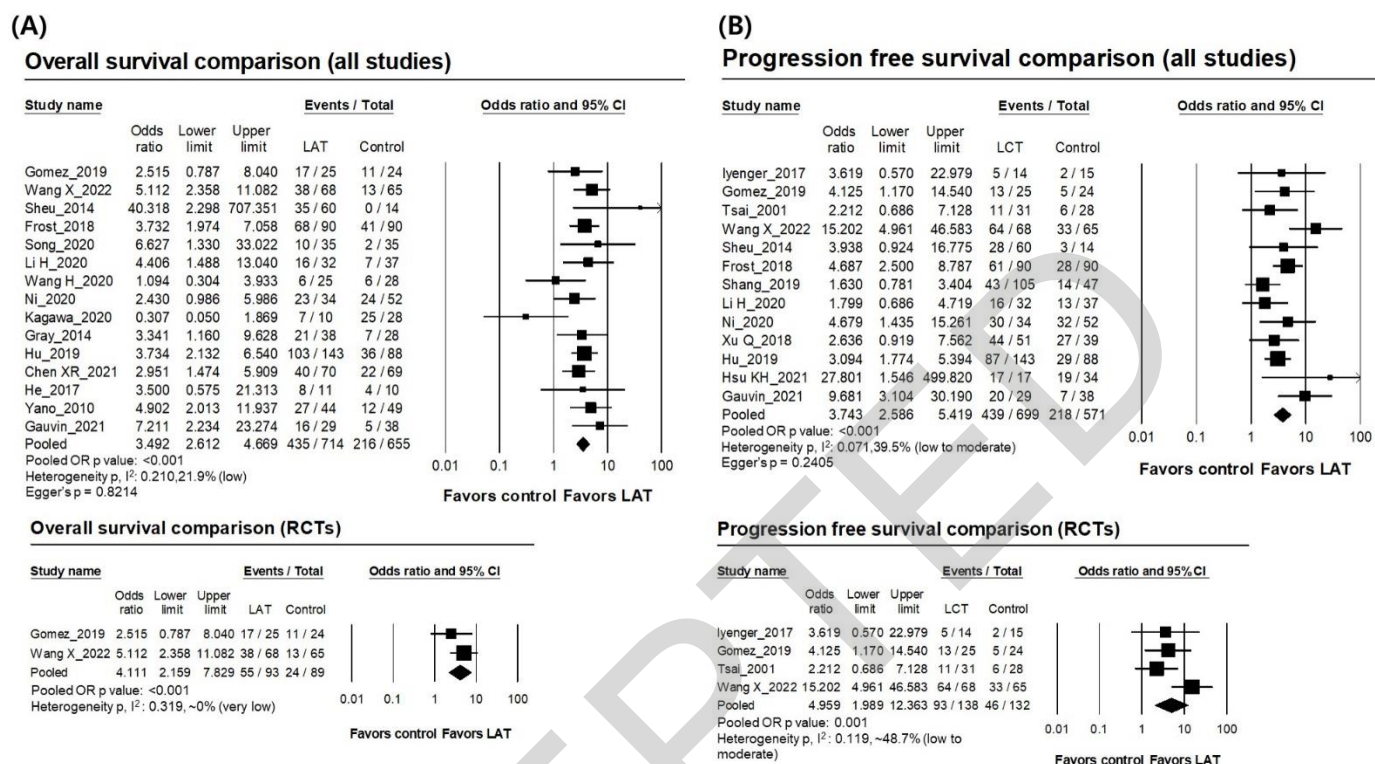 (A)
Overall survival comparison (all studies)
Study name Events / Total Odds ratio and 95% CI
Odds ratio Lower limit Upper limit LAT Control
Gomez_2019 2.515 0.787 8.040 17 / 25 11 / 24
Wang X_2022 5.112 2.358 11.082 38 / 68 13 / 65
Sheu_2014 40.318 2.298 707.351 35 / 60 0 / 14
Frost_2018 3.732 1.974 7.058 68 / 90 41 / 90
Song_2020 6.627 1.330 33.022 10 / 35 2 / 35
Li H_2020 4.406 1.488 13.040 16 / 32 7 / 37
Wang H_2020 1.094 0.304 3.933 6 / 25 6 / 28
Ni_2020 2.430 0.986 5.986 23 / 34 24 / 52
Kagawa_2020 0.307 0.050 1.869 7 / 10 25 / 28
Gray_2014 3.341 1.160 9.628 21 / 38 7 / 28
Hu_2019 3.734 2.132 6.540 103 / 143 36 / 88
Chen XR_2021 2.951 1.474 5.909 40 / 70 22 / 69
He_2017 3.500 0.575 21.313 8 / 11 4 / 10
Yano_2010 4.902 2.013 11.937 27 / 44 12 / 49
Gauvin_2021 7.211 2.234 23.274 16 / 29 5 / 38
Pooled 3.492 2.612 4.669 435 / 714 216 / 655
Pooled OR p value: <0.001
Heterogeneity p, I²: 0.210,21.9% (low)
Egger's p = 0.8214
0.01 0.1 1 10 100
Favors control Favors LAT
Overall survival comparison (RCTs)
Study name Events / Total Odds ratio and 95% CI
Odds ratio Lower limit Upper limit LAT Control
Gomez_2019 2.515 0.787 8.040 17 / 25 11 / 24
Wang X_2022 5.112 2.358 11.082 38 / 68 13 / 65
Pooled 4.111 2.159 7.829 55 / 93 24 / 89
Pooled OR p value: <0.001
Heterogeneity p, I²: 0.319, ~0% (very low)
0.01 0.1 1 10 100
Favors control Favors LAT
(B)
Progression free survival comparison (all studies)
Study name Events / Total Odds ratio and 95% CI
Odds ratio Lower limit Upper limit LCT Control
Iyenger_2017 3.619 0.570 22.979 5 / 14 2 / 15
Gomez_2019 4.125 1.170 14.540 13 / 25 5 / 24
Tsai_2001 2.212 0.686 7.128 11 / 31 6 / 28
Wang X_2022 15.202 4.961 46.583 64 / 68 33 / 65
Sheu_2014 3.938 0.924 16.775 28 / 60 3 / 14
Frost_2018 4.687 2.500 8.787 61 / 90 28 / 90
Shang_2019 1.630 0.781 3.404 43 / 105 14 / 47
Li H_2020 1.799 0.686 4.719 16 / 32 13 / 37
Ni_2020 4.679 1.435 15.261 30 / 34 32 / 52
Xu Q_2018 2.636 0.919 7.562 44 / 51 27 / 39
Hu_2019 3.094 1.774 5.394 87 / 143 29 / 88
Hsu KH_2021 27.801 1.546 499.820 17 / 17 19 / 34
Gauvin_2021 9.681 3.104 30.190 20 / 29 7 / 38
Pooled 3.743 2.586 5.419 439 / 699 218 / 571
Pooled OR p value: <0.001
Heterogeneity p, I²: 0.071,39.5% (low to moderate)
Egger's p = 0.2405
0.01 0.1 1 10 100
Favors control Favors LAT
Progression free survival comparison (RCTs)
Study name Events / Total Odds ratio and 95% CI
Odds ratio Lower limit Upper limit LCT Control
Iyenger_2017 3.619 0.570 22.979 5 / 14 2 / 15
Gomez_2019 4.125 1.170 14.540 13 / 25 5 / 24
Tsai_2001 2.212 0.686 7.128 11 / 31 6 / 28
Wang X_2022 15.202 4.961 46.583 64 / 68 33 / 65
Pooled 4.959 1.989 12.363 93 / 138 46 / 132
Pooled OR p value: 0.001
Heterogeneity p, I²: 0.119, ~48.7% (low to
moderate)
0.01 0.1 1 10 100
Favors control Favors LAT
PTED